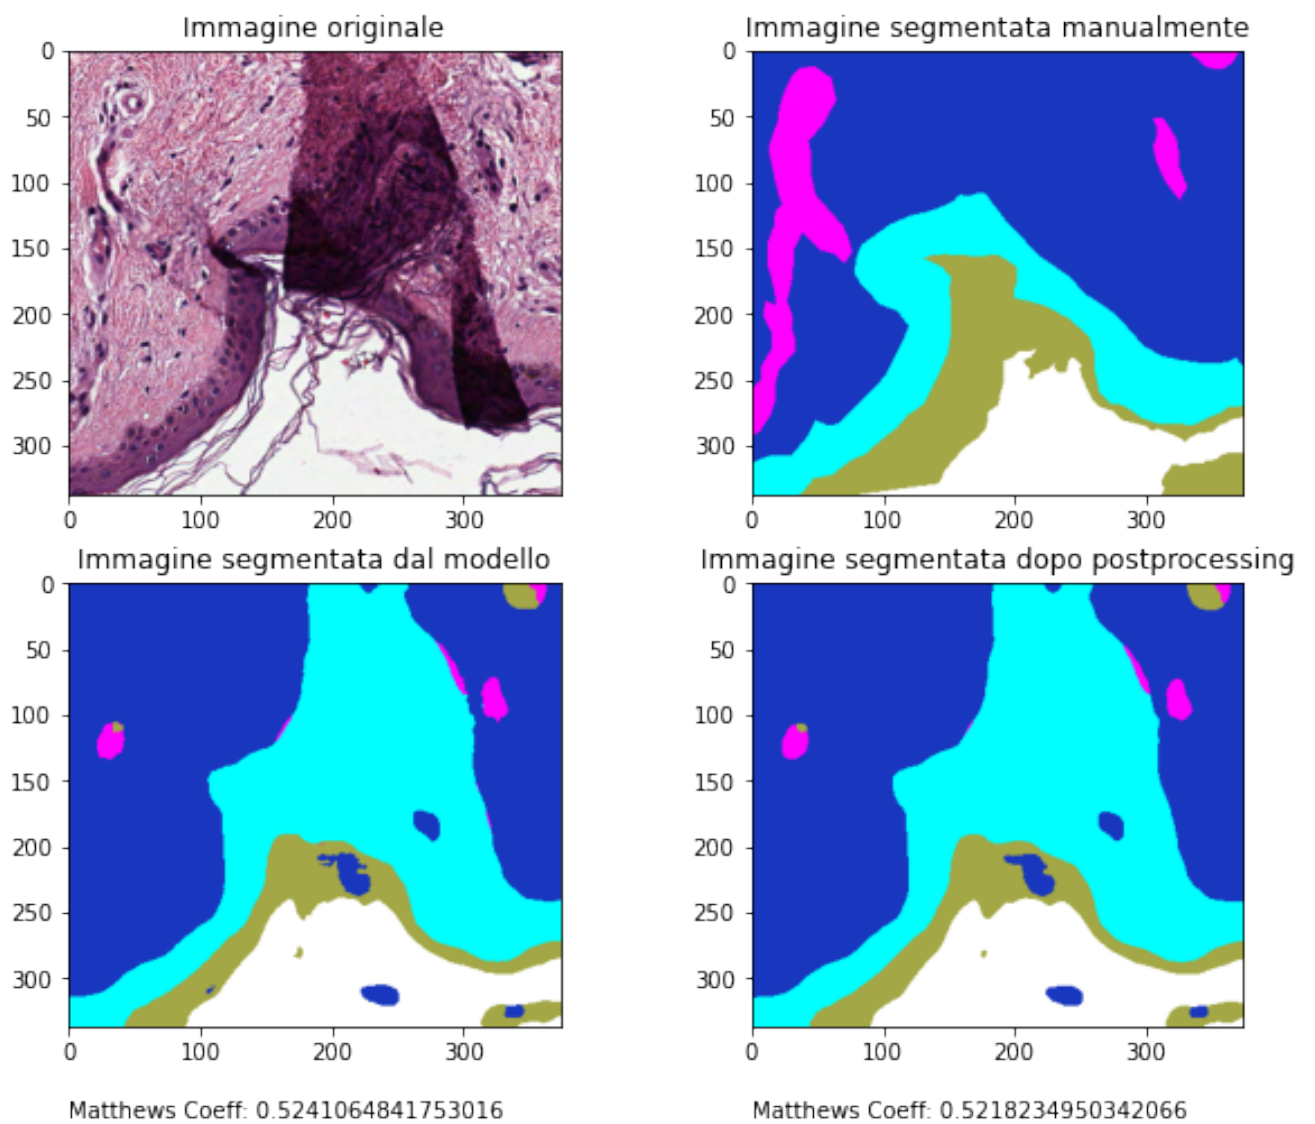 Immagine originale
0
50
100
150
200
250
300
0 100 200 300
Immagine segmentata manualmente
0
50
100
150
200
250
300
0 100 200 300
Immagine segmentata dal modello
0
50
100
150
200
250
300
0 100 200 300
Matthews Coeff: 0.52410648417530​16
Immagine segmentata dopo postprocessing
0
50
100
150
200
250
300
0 100 200 300
Matthews Coeff: 0.5218234950342066